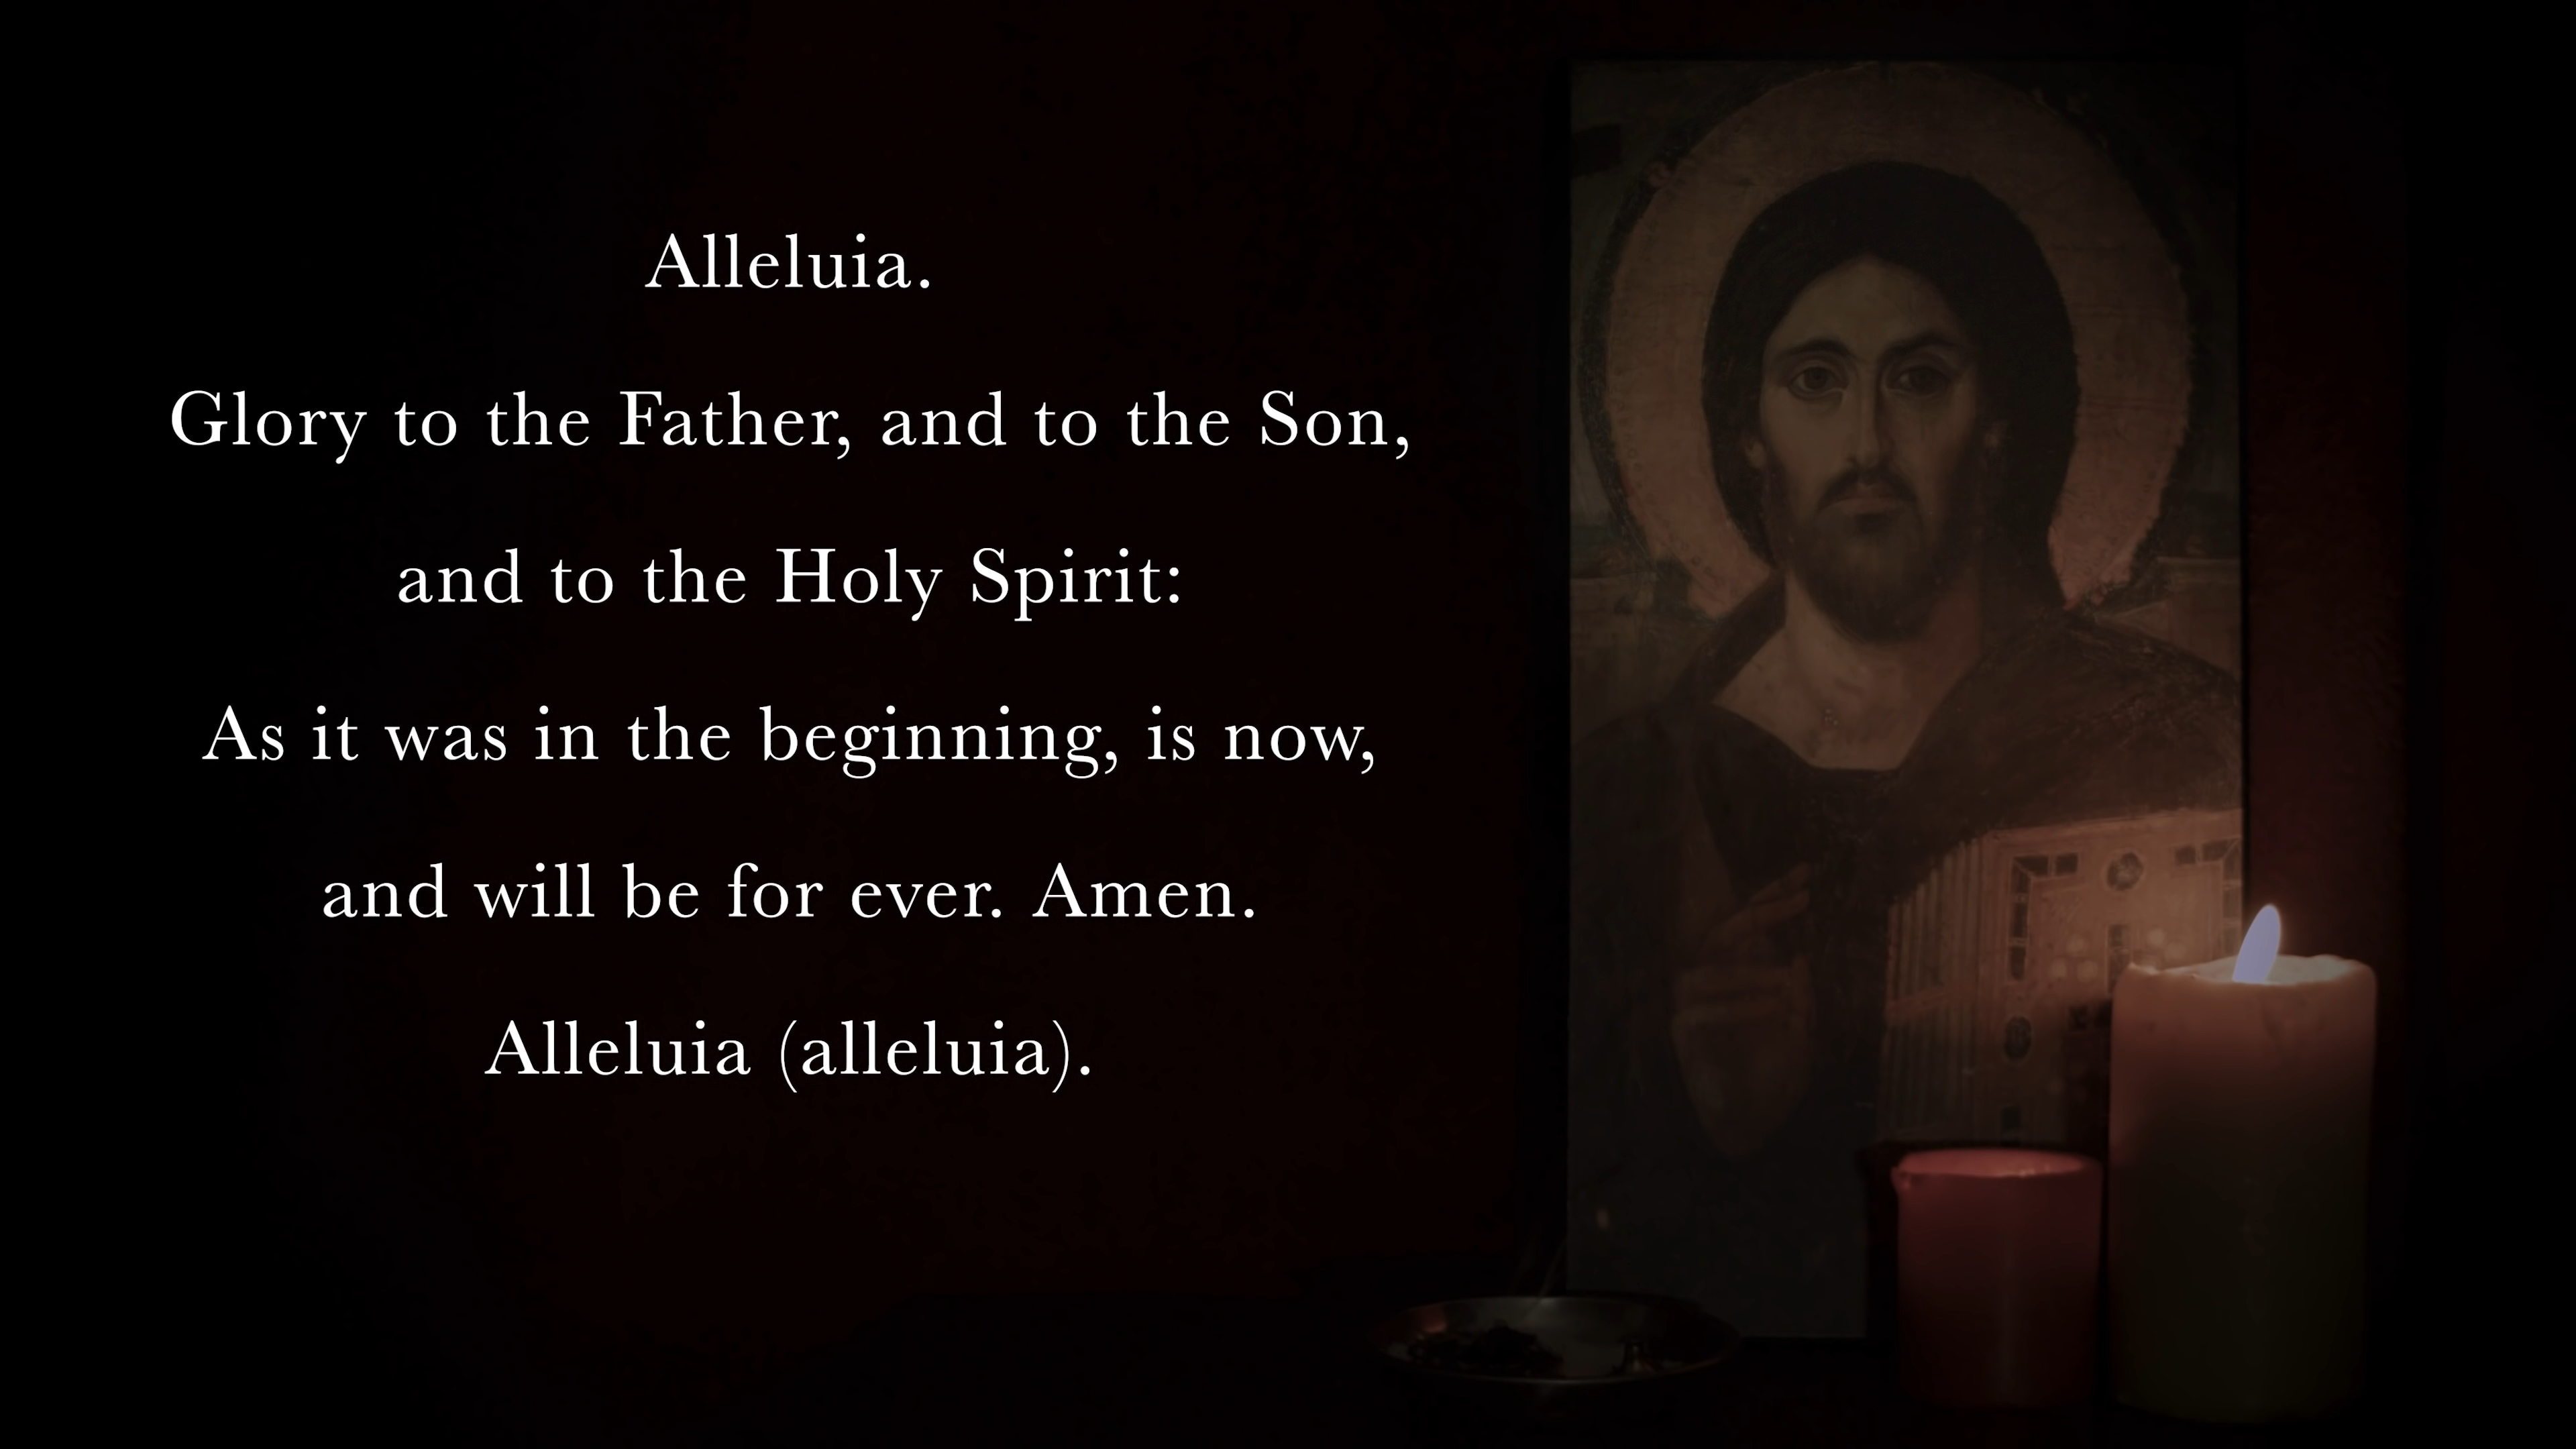 Alleluia.
Glory to the Father, and to the Son,
and to the Holy Spirit:
As it was in the beginning, is now,
and will be for ever. Amen.
Alleluia (alleluia).